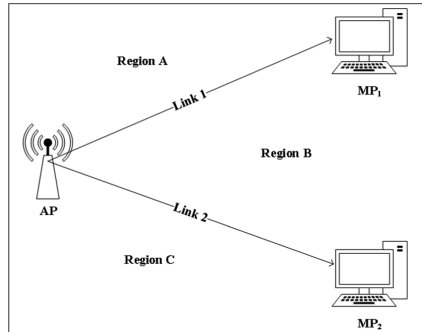 Region A
Link 1
MP₁
Region B
AP
Link 2
Region C
MP₂